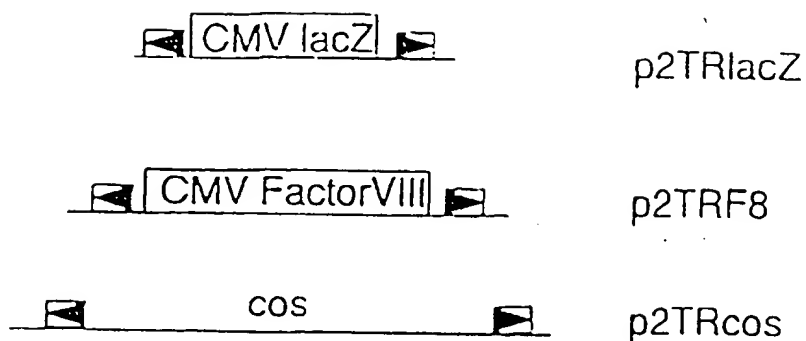 CMV lacZ p2TRlacZ
CMV FactorVIII p2TRF8
cos p2TRcos